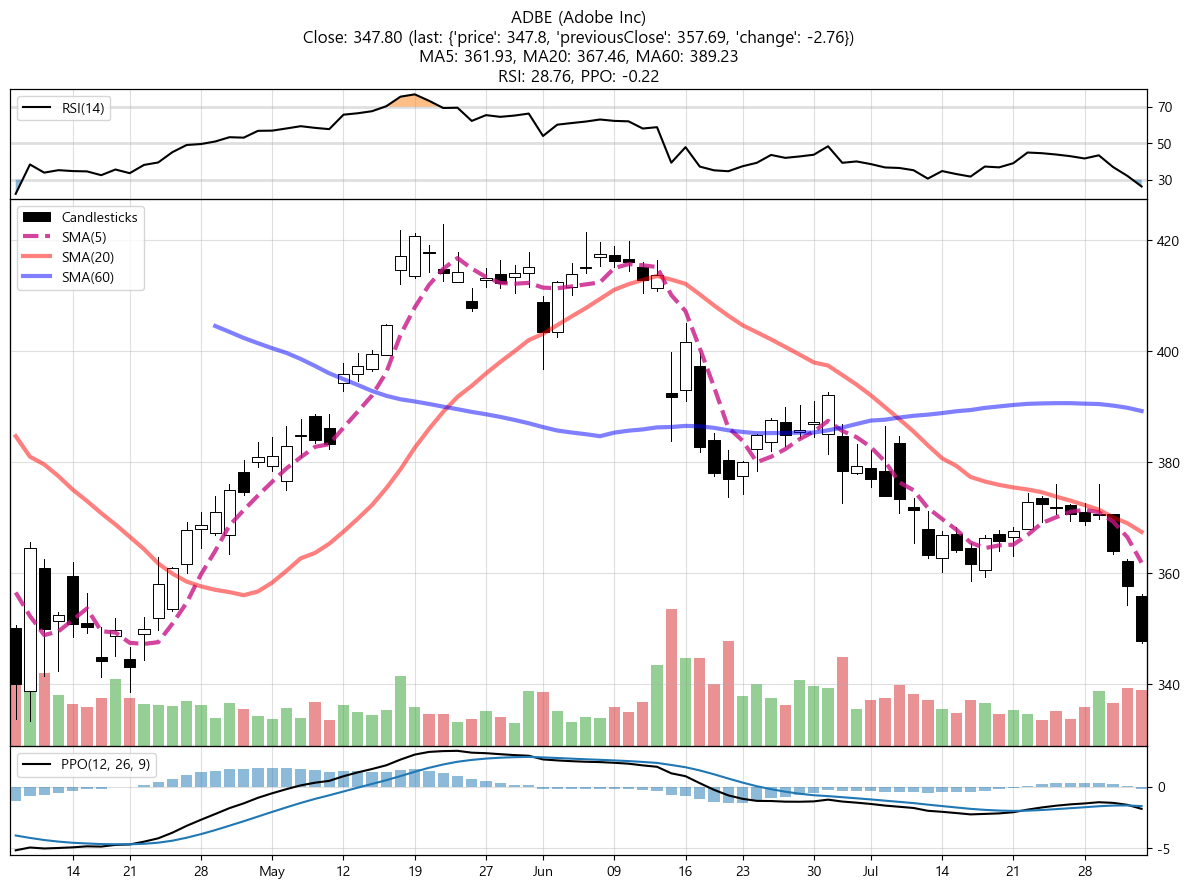 ADBE (Adobe Inc)
Close: 347.80 (last: {'price': 347.8, 'previousClose': 357.69, 'change': -2.76})
MA5: 361.93, MA20: 367.46, MA60: 389.23
RSI: 28.76, PPO: -0.22
RSI(14)
70
50
30
Candlesticks
SMA(5)
SMA(20)
SMA(60)
420
400
380
360
340
PPO(12, 26, 9)
0
-5
14 21 28 May 12 19 27 Jun 09 16 23 30 Jul 14 21 28